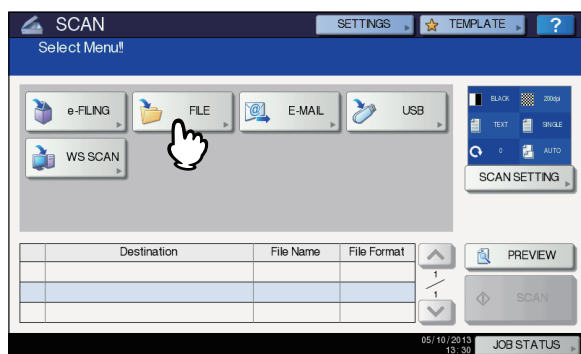 SCAN
SETTINGS
TEMPLATE
?
Select Menu!!
e-FILING
FILE
@
E-MAIL
USB
BLACK
200dpi
TEXT
SINGLE
0
AUTO
WS SCAN
SCAN SETTING
Destination File Name File Format
1
1
PREVIEW
SCAN
05/10/2013
13:30
JOB STATUS